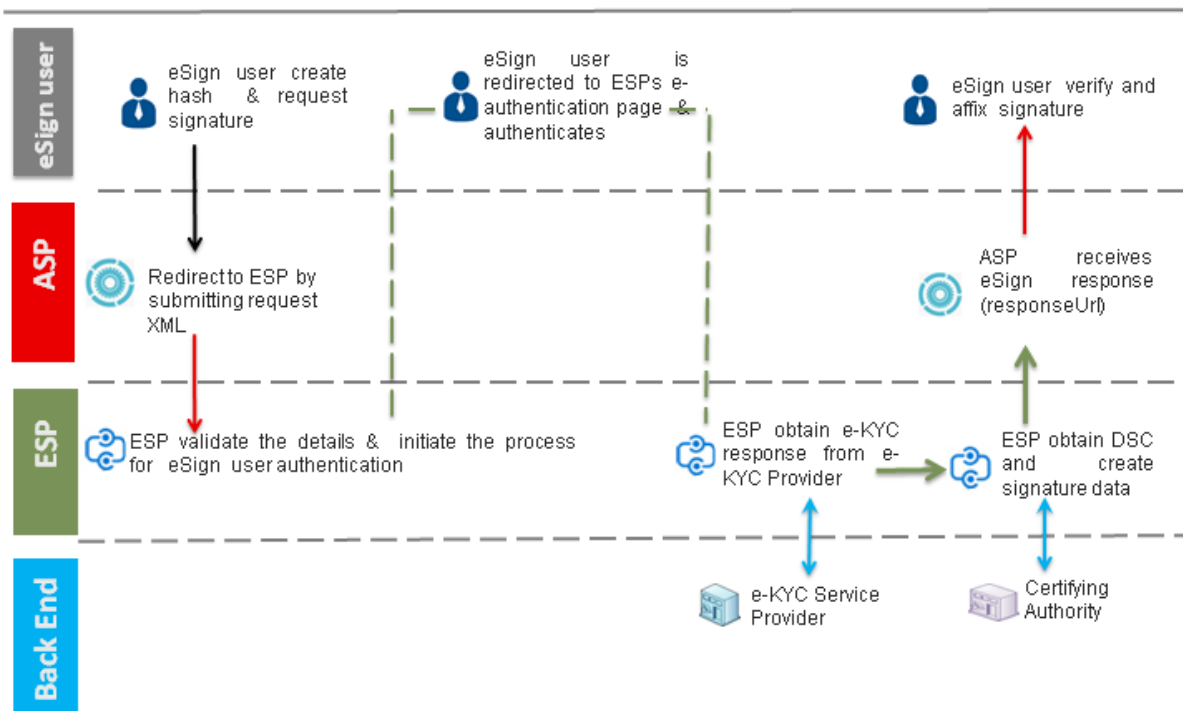 eSign user
eSign user create
hash & request
signature
eSign user is
redirected to ESPs e-
authentication page &
authenticates
eSign user verify and
affix signature
ASP
Redirect to ESP by
submitting request
XML
ASP receives
eSign response
(responseUrl)
ESP
ESP validate the details & initiate the process
for eSign user authentication
ESP obtain e-KYC
response from e-
KYC Provider
ESP obtain DSC
and create
signature data
Back End
e-KYC Service
Provider
Certifying
Authority